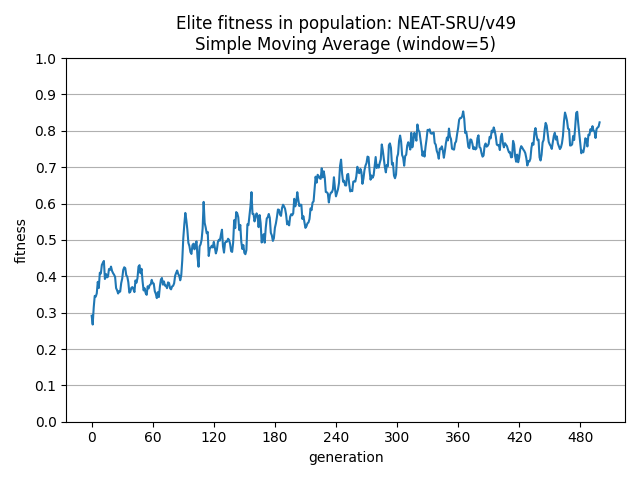 Elite fitness in population: NEAT-SRU/v49
Simple Moving Average (window=5)
1.0
0.9
0.8
0.7
0.6
0.5
0.4
0.3
0.2
0.1
0.0
fitness
0 60 120 180 240 300 360 420 480
generation